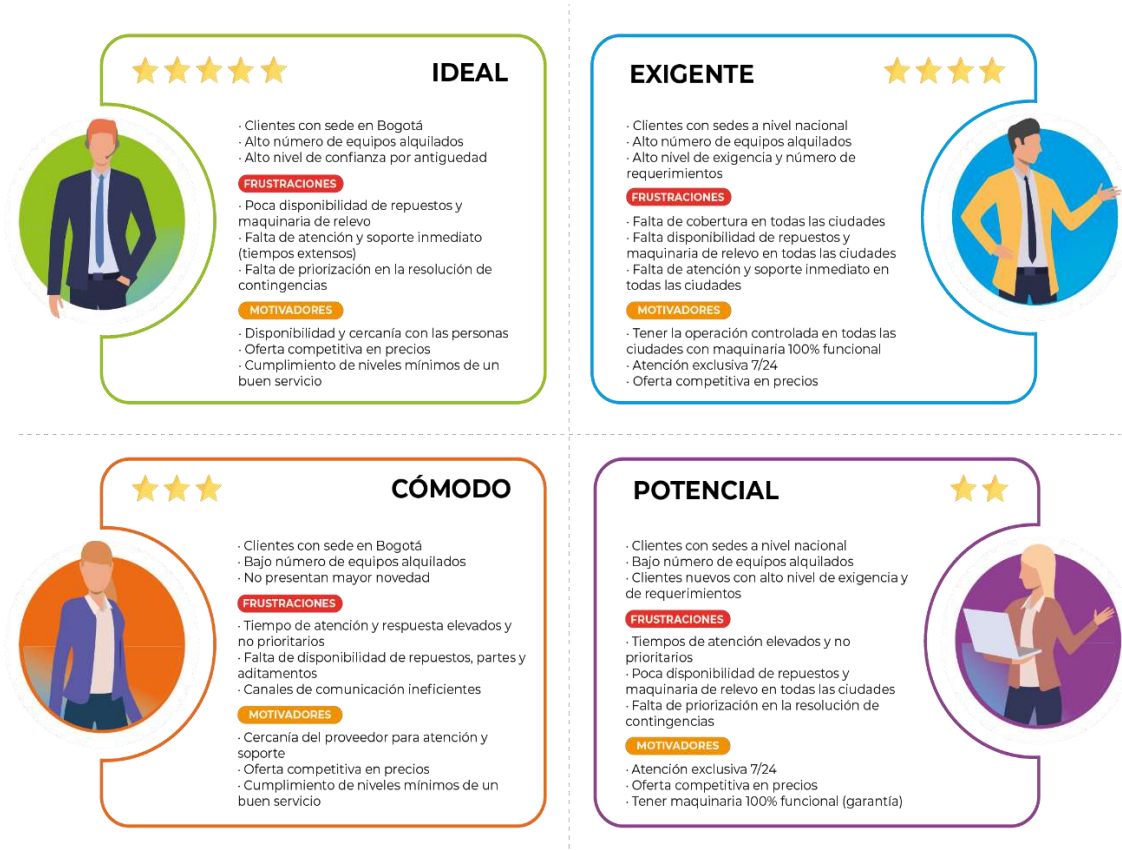 IDEAL
· Clientes con sede en Bogotá
· Alto número de equipos alquilados
· Alto nivel de confianza por antiguedad
FRUSTRACIONES
· Poca disponibilidad de repuestos y
maquinaria de relevo
· Falta de atención y soporte inmediato
(tiempos extensos)
· Falta de priorización en la resolución de
contingencias
MOTIVADORES
· Disponibilidad y cercanía con las personas
· Oferta competitiva en precios
· Cumplimiento de niveles mínimos de un
buen servicio
EXIGENTE
· Clientes con sedes a nivel nacional
· Alto número de equipos alquilados
· Alto nivel de exigencia y número de
requerimientos
FRUSTRACIONES
· Falta de cobertura en todas las ciudades
· Falta disponibilidad de repuestos y
maquinaria de relevo en todas las ciudades
· Falta de atención y soporte inmediato en
todas las ciudades
MOTIVADORES
· Tener la operación controlada en todas las
ciudades con maquinaria 100% funcional
· Atención exclusiva 7/24
· Oferta competitiva en precios
CÓMODO
· Clientes con sede en Bogotá
· Bajo número de equipos alquilados
· No presentan mayor novedad
FRUSTRACIONES
· Tiempo de atención y respuesta elevados y
no prioritarios
· Falta de disponibilidad de repuestos, partes y
aditamentos
· Canales de comunicación ineficientes
MOTIVADORES
· Cercanía del proveedor para atención y
soporte
· Oferta competitiva en precios
· Cumplimiento de niveles mínimos de un
buen servicio
POTENCIAL
· Clientes con sedes a nivel nacional
· Bajo número de equipos alquilados
· Clientes nuevos con alto nivel de exigencia y
de requerimientos
FRUSTRACIONES
· Tiempos de atención elevados y no
prioritarios
· Poca disponibilidad de repuestos y
maquinaria de relevo en todas las ciudades
· Falta de priorización en la resolución de
contingencias
MOTIVADORES
· Atención exclusiva 7/24
· Oferta competitiva en precios
· Tener maquinaria 100% funcional (garantía)